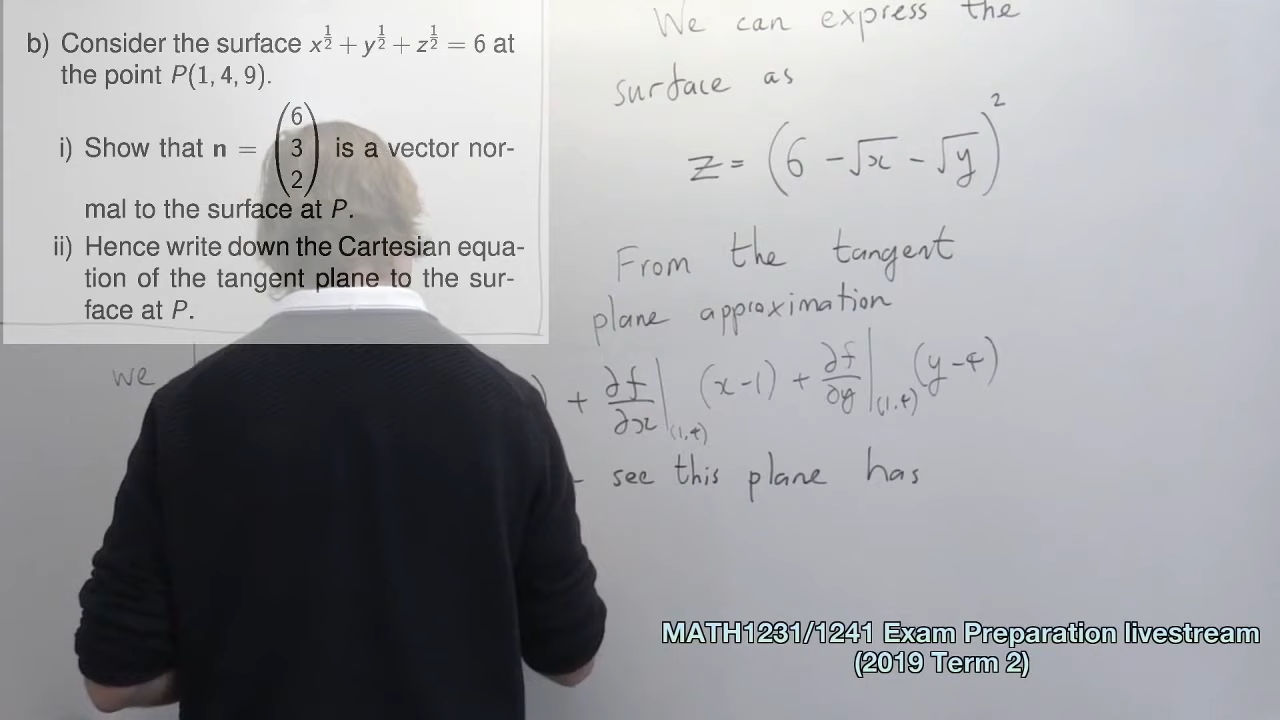 b) Consider the surface x^{1/2} + y^{1/2} + z^{1/2} = 6 at
the point P(1, 4, 9).
i) Show that n = (6 3 2) is a vector nor-
mal to the surface at P.
ii) Hence write down the Cartesian equa-
tion of the tangent plane to the sur-
face at P.
We can express the
surface as
z = (6 - √x - √y)^2
From the tangent
plane approximation
) + ∂f/∂x|_(1,4) (x-1) + ∂f/∂y|_(1,4) (y-4)
we
see this plane has
MATH1231/1241 Exam Preparation livestream
(2019 Term 2)